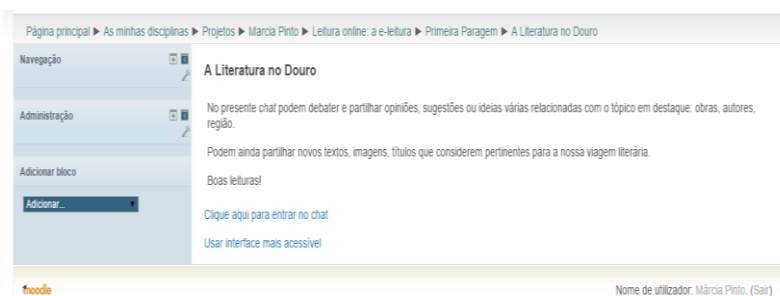 Página principal ▶ As minhas disciplinas ▶ Projetos ▶ Marcia Pinto ▶ Leitura online: a e-leitura ▶ Primeira Paragem ▶ A Literatura no Douro
Navegação
Administração
Adicionar bloco
Adicionar...
A Literatura no Douro
No presente chat podem debater e partilhar opiniões, sugestões ou ideias várias relacionadas com o tópico em destaque: obras, autores,
região.
Podem ainda partilhar novos textos, imagens, títulos que considerem pertinentes para a nossa viagem literária.
Boas leituras!
Clique aqui para entrar no chat
Usar interface mais acessível
moodle
Nome de utilizador: Márcia Pinto. (Sair)